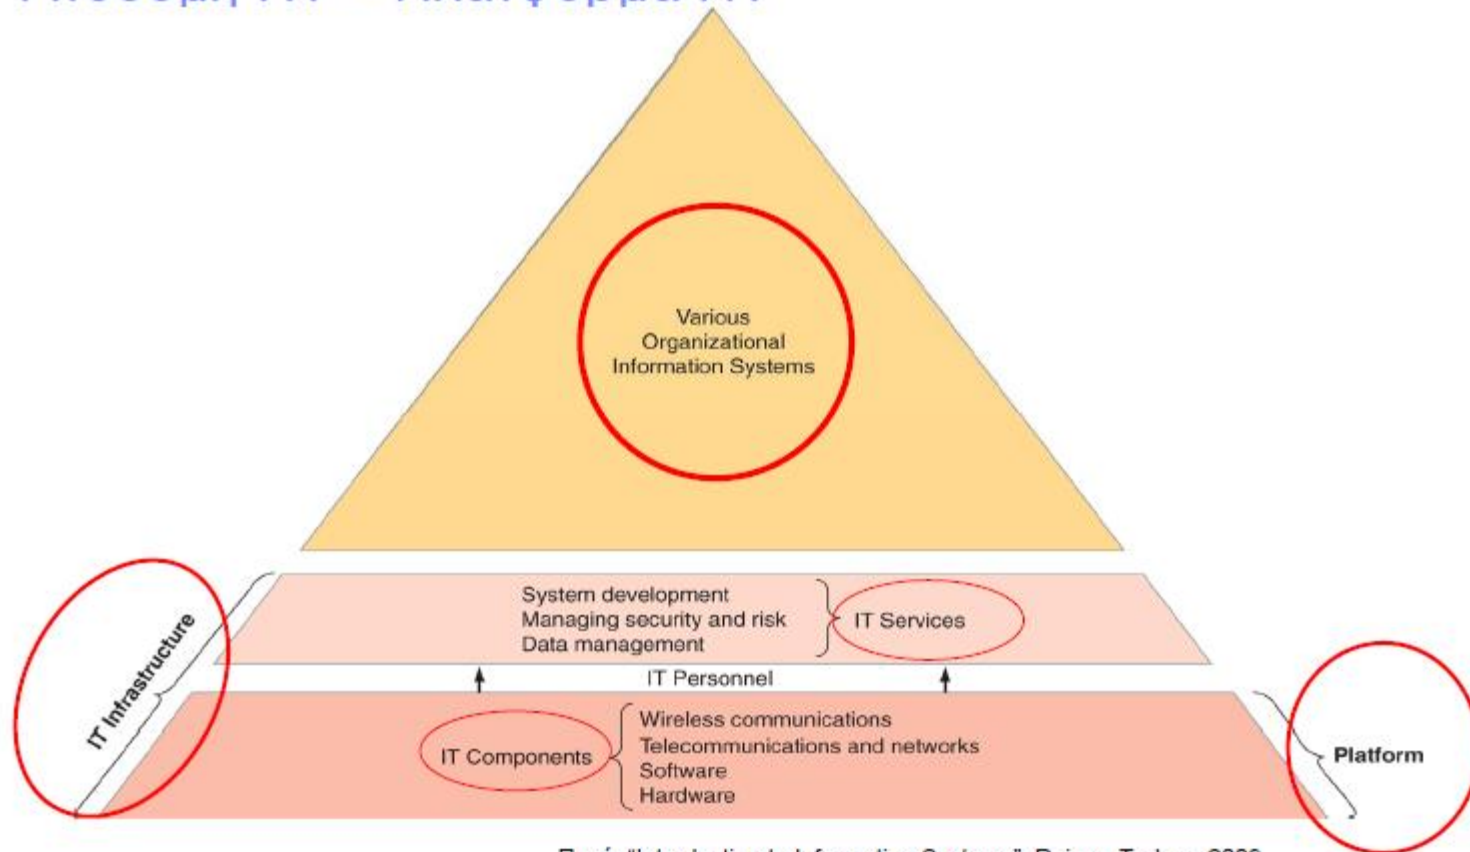 Various
Organizational
Information Systems
System development
Managing security and risk
Data management
IT Services
IT Infrastructure
IT Personnel
IT Components
Wireless communications
Telecommunications and networks
Software
Hardware
Platform